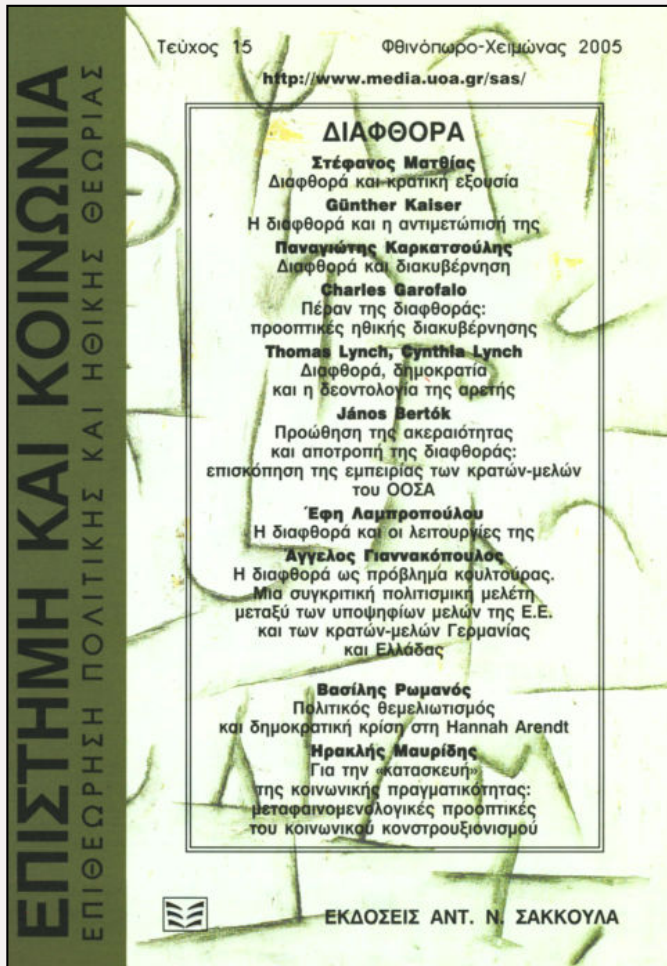 ΕΠΙΣΤΗΜΗ ΚΑΙ ΚΟΙΝΩΝΙΑ
ΕΠΙΘΕΩΡΗΣΗ ΠΟΛΙΤΙΚΗΣ ΚΑΙ ΗΘΙΚΗΣ ΘΕΩΡΙΑΣ
Τεύχος 15 Φθινόπωρο-Χειμώνας 2005
http://www.media.uoa.gr/sas/
ΔΙΑΦΘΟΡΑ
Στέφανος Ματθίας
Διαφθορά και κρατική εξουσία
Günther Kaiser
Η διαφθορά και η αντιμετώπισή της
Παναγιώτης Καρκατσούλης
Διαφθορά και διακυβέρνηση
Charles Garofalo
Πέραν της διαφθοράς:
προοπτικές ηθικής διακυβέρνησης
Thomas Lynch, Cynthia Lynch
Διαφθορά, δημοκρατία
και η δεοντολογία της αρετής
János Bertók
Προώθηση της ακεραιότητας
και αποτροπή της διαφθοράς:
επισκόπηση της εμπειρίας των κρατών-μελών
του ΟΟΣΑ
Έφη Λαμπροπούλου
Η διαφθορά και οι λειτουργίες της
Άγγελος Γιαννακόπουλος
Η διαφθορά ως πρόβλημα κουλτούρας.
Μια συγκριτική πολιτισμική μελέτη
μεταξύ των υποψηφίων μελών της Ε.Ε.
και των κρατών-μελών Γερμανίας
και Ελλάδας
Βασίλης Ρωμανός
Πολιτικός θεμελιωτισμός
και δημοκρατική κρίση στη Hannah Arendt
Ηρακλής Μαυρίδης
Για την «κατασκευή»
της κοινωνικής πραγματικότητας:
μεταφαινομενολογικές προοπτικές
του κοινωνικού κονστρουξιονισμού
ΕΚΔΟΣΕΙΣ ΑΝΤ. Ν. ΣΑΚΚΟΥΛΑ